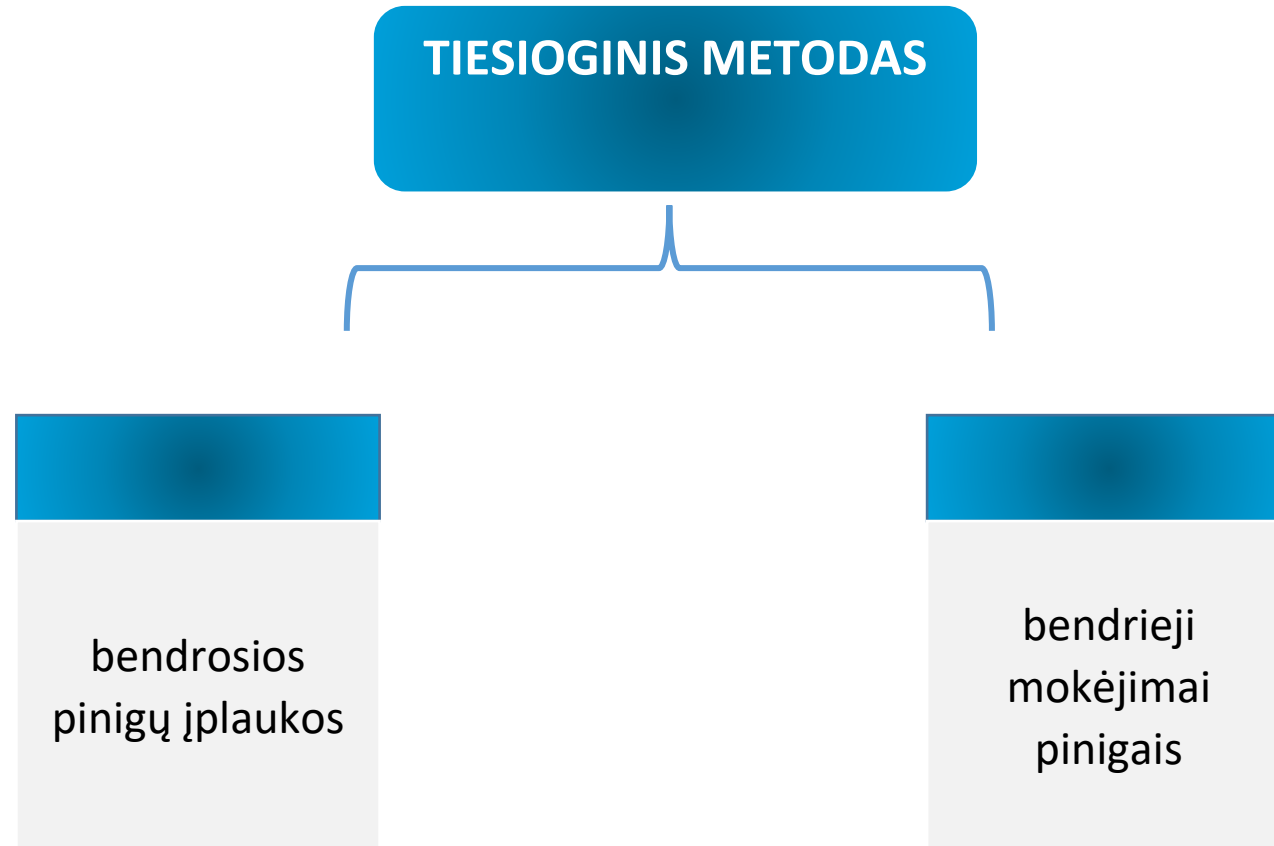 TIESIOGINIS METODAS
bendrosios
pinigų įplaukos
bendrieji
mokėjimai
pinigais